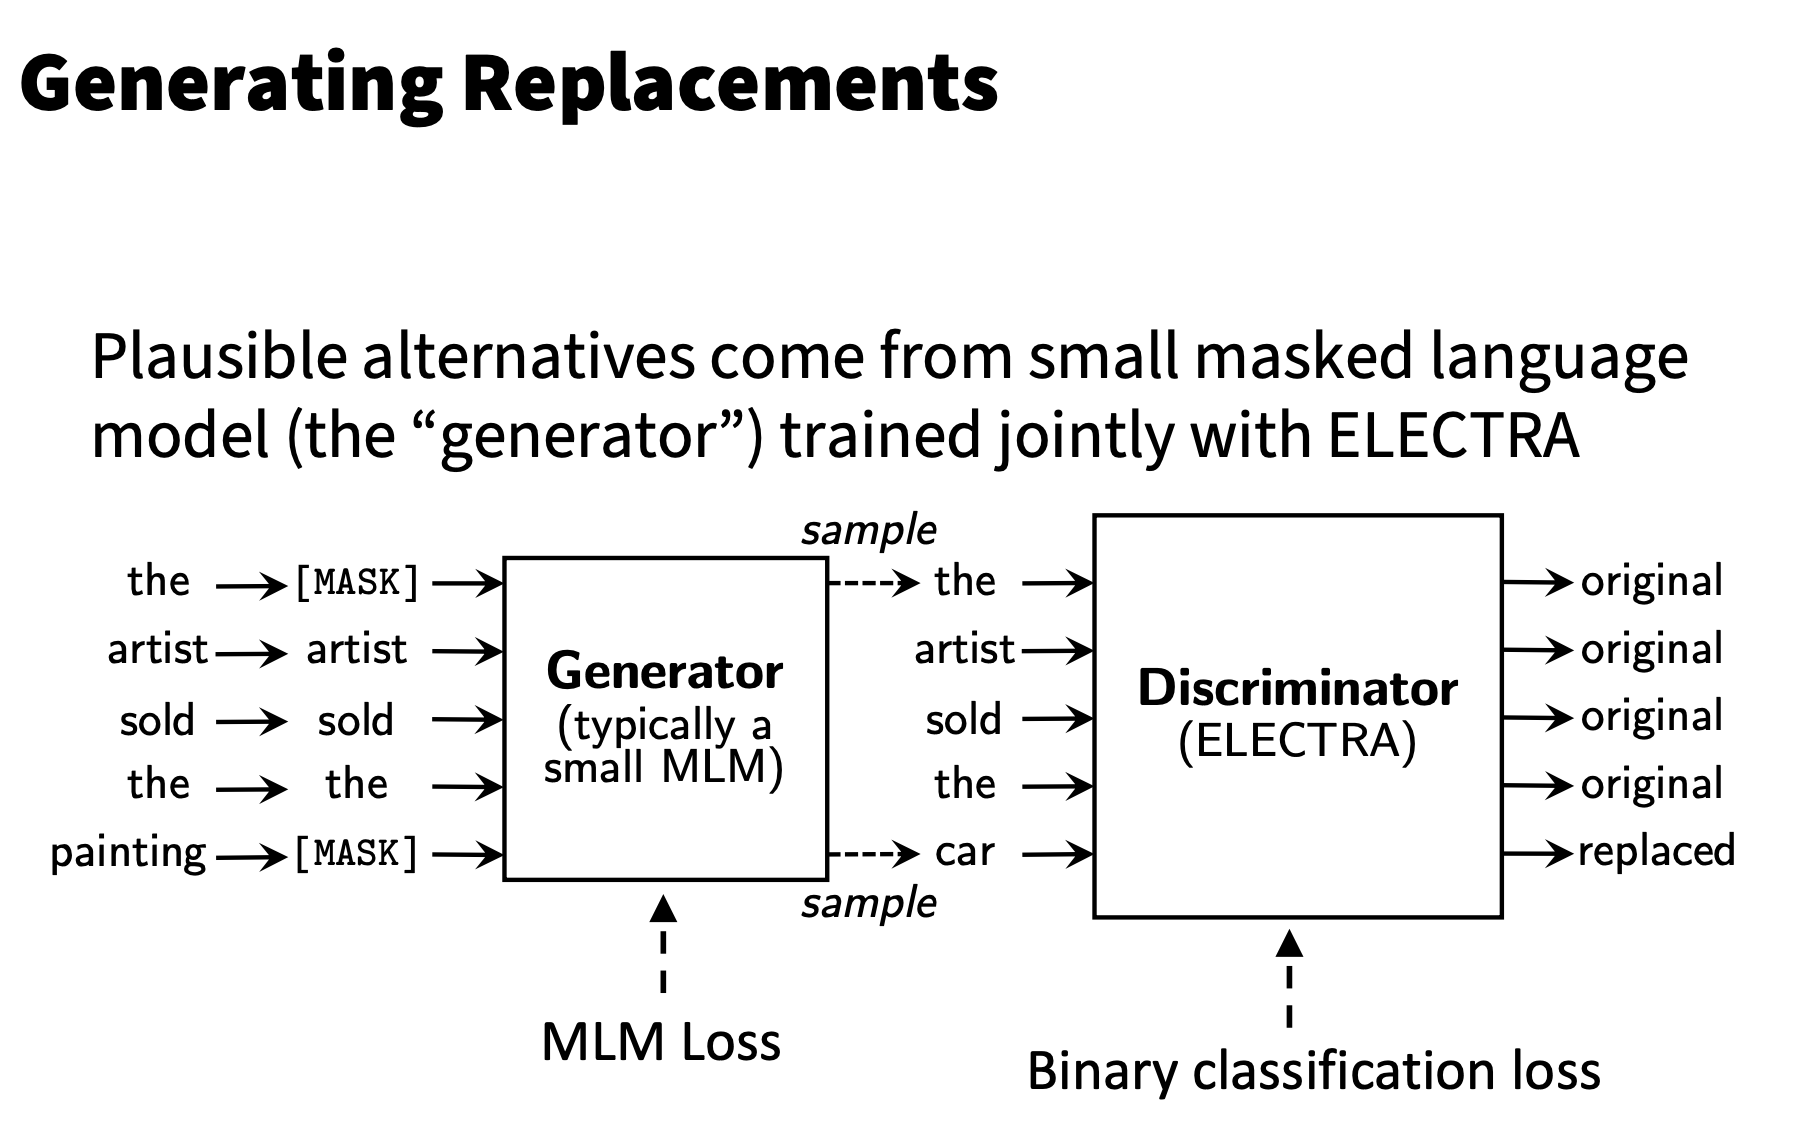 Generating Replacements
Plausible alternatives come from small masked language
model (the “generator”) trained jointly with ELECTRA
sample
the [MASK] the original
artist artist artist original
sold sold sold original
the the the original
painting [MASK] car replaced
Generator
(typically a
small MLM)
Discriminator
(ELECTRA)
sample
MLM Loss
Binary classification loss